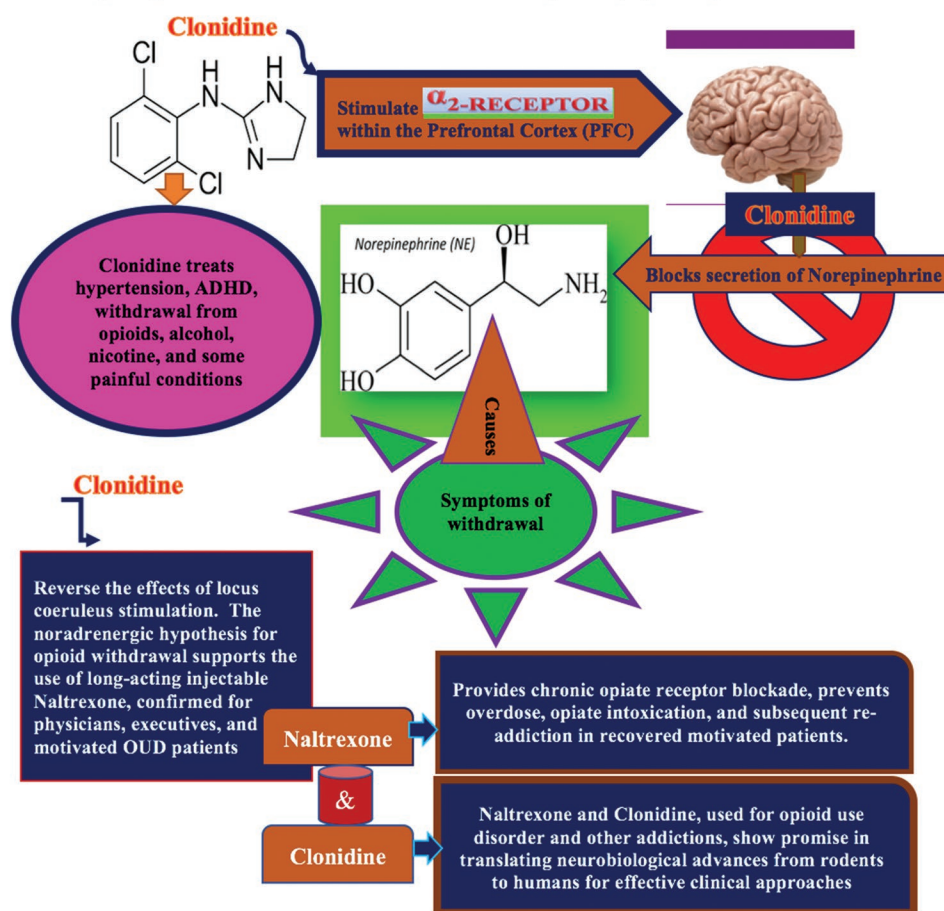 Clonidine
Cl
H
N
H
N
N
Cl
Stimulate α2-RECEPTOR
within the Prefrontal Cortex (PFC)
Clonidine
Blocks secretion of Norepinephrine
Clonidine treats
hypertension, ADHD,
withdrawal from
opioids, alcohol,
nicotine, and some
painful conditions
Norepinephrine (NE)
OH
HO
NH2
HO
Causes
Symptoms of
withdrawal
Clonidine
Reverse the effects of locus
coeruleus stimulation. The
noradrenergic hypothesis for
opioid withdrawal supports the
use of long-acting injectable
Naltrexone, confirmed for
physicians, executives, and
motivated OUD patients
Naltrexone
&
Clonidine
Provides chronic opiate receptor blockade, prevents
overdose, opiate intoxication, and subsequent re-
addiction in recovered motivated patients.
Naltrexone and Clonidine, used for opioid use
disorder and other addictions, show promise in
translating neurobiological advances from rodents
to humans for effective clinical approaches